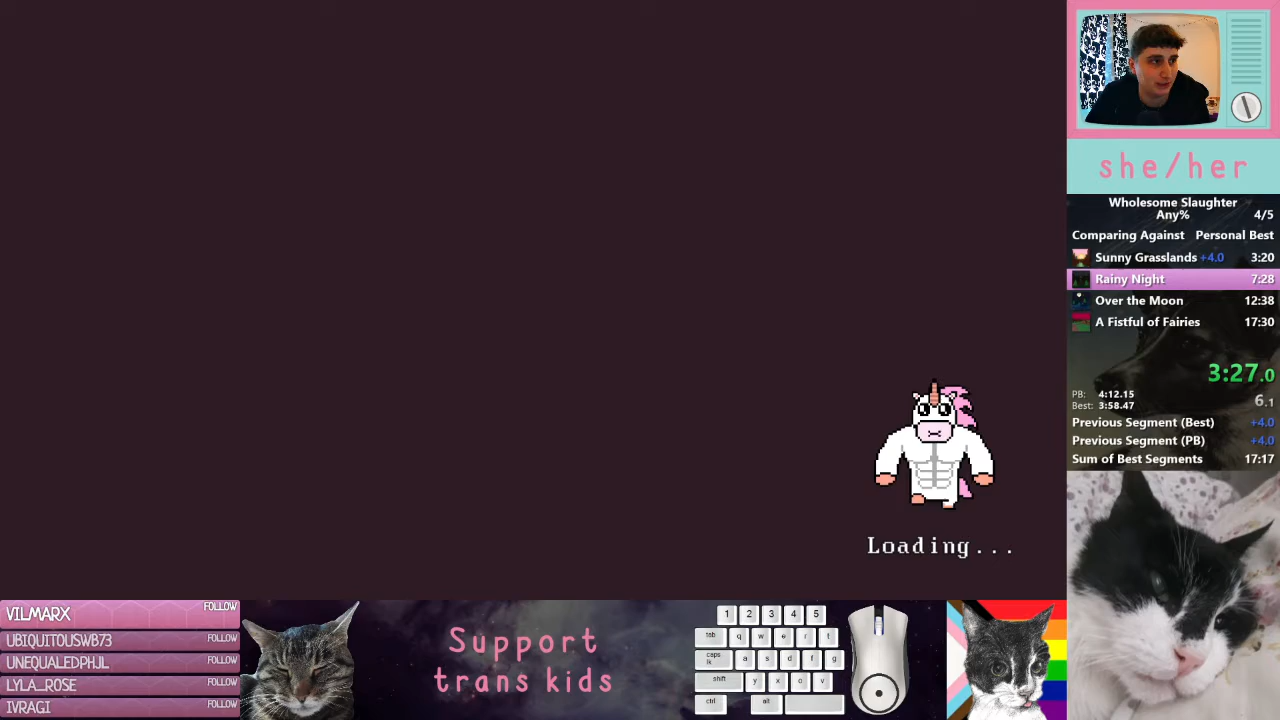 she/her
Wholesome Slaughter
Any% 4/5
Comparing Against Personal Best
Sunny Grasslands +4.0 3:20
Rainy Night 7:28
Over the Moon 12:38
A Fistful of Fairies 17:30
3:27.0
PB: 4:12.15
Best: 3:58.47
6.1
Previous Segment (Best) +4.0
Previous Segment (PB) +4.0
Sum of Best Segments 17:17
Loading...
VILMARX FOLLOW
UBIQUITOUSWB73 FOLLOW
UNEQUALEDPHJL FOLLOW
LYLA_ROSE FOLLOW
IVRAGI FOLLOW
Support
trans kids
1 2 3 4 5
tab q w e r t
caps lk a s d f g
shift y x o v
ctrl alt